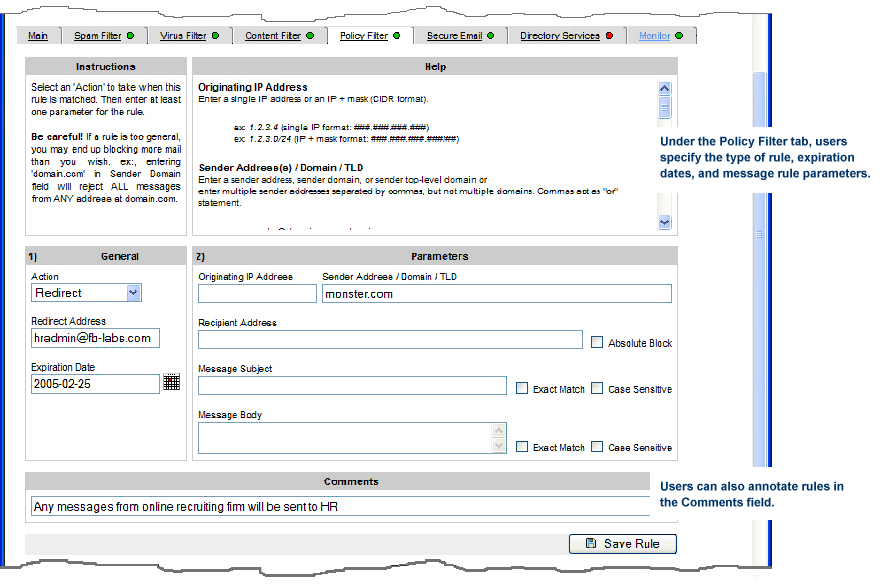 Main Spam Filter Virus Filter Content Filter Policy Filter Secure Email Directory Services Monitor
Instructions
Select an 'Action' to take when this
rule is matched. Then enter at least
one parameter for the rule.
Be careful! If a rule is too general,
you may end up blocking more mail
than you wish. ex:, entering
'domain.com' in Sender Domain
field will reject ALL messages
from ANY address at domain.com.
Help
Originating IP Address
Enter a single IP address or an IP + mask (CIDR format).
ex: 1.2.3.4 (single IP format: ###.###.###.###)
ex: 1.2.3.0/24 (IP + mask format: ###.###.###.###/##)
Sender Address(es) / Domain / TLD
Enter a sender address, sender domain, or sender top-level domain or
enter multiple sender addresses separated by commas, but not multiple domains. Commas act as "or"
statement.
Under the Policy Filter tab, users
specify the type of rule, expiration
dates, and message rule parameters.
1) General
Action
Redirect
Redirect Address
hradmin@fb-labs.com
Expiration Date
2005-02-25
2) Parameters
Originating IP Address Sender Address / Domain / TLD
monster.com
Recipient Address
Absolute Block
Message Subject
Exact Match Case Sensitive
Message Body
Exact Match Case Sensitive
Comments
Any messages from online recruiting firm will be sent to HR
Users can also annotate rules in
the Comments field.
Save Rule